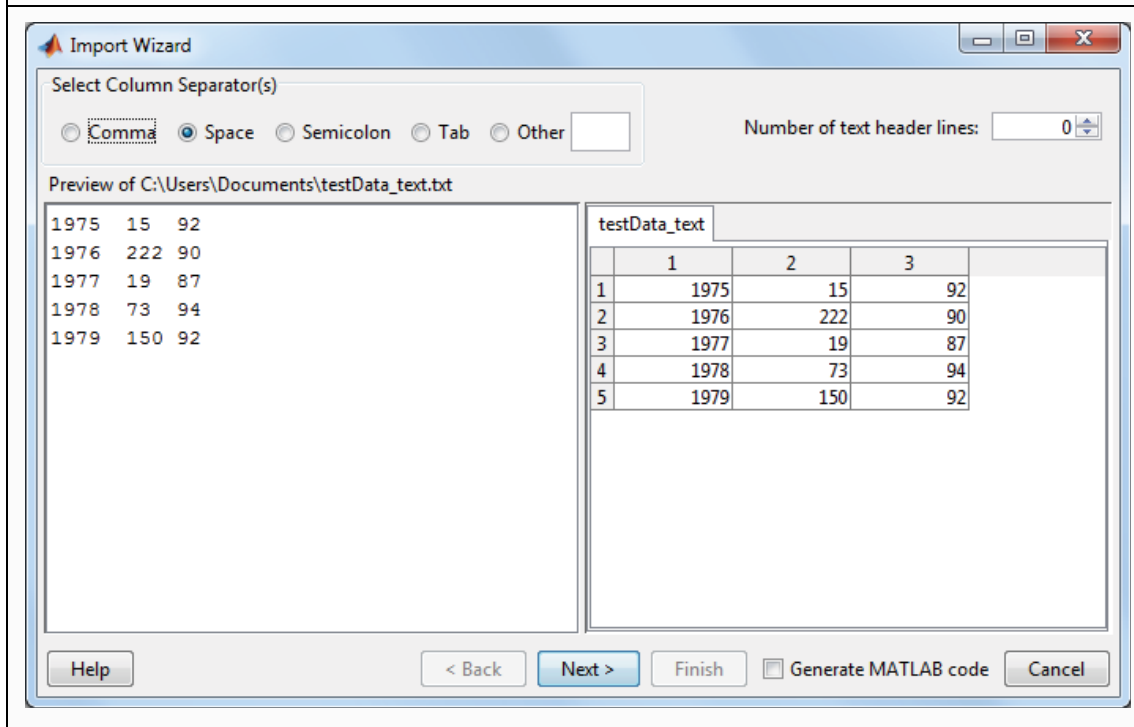 Import Wizard
Select Column Separator(s)
Comma Space Semicolon Tab Other
Number of text header lines: 0
Preview of C:\Users\Documents\testData_text.txt
1975 15 92
1976 222 90
1977 19 87
1978 73 94
1979 150 92
testData_text
1 2 3
1 1975 15 92
2 1976 222 90
3 1977 19 87
4 1978 73 94
5 1979 150 92
Help < Back Next > Finish Generate MATLAB code Cancel